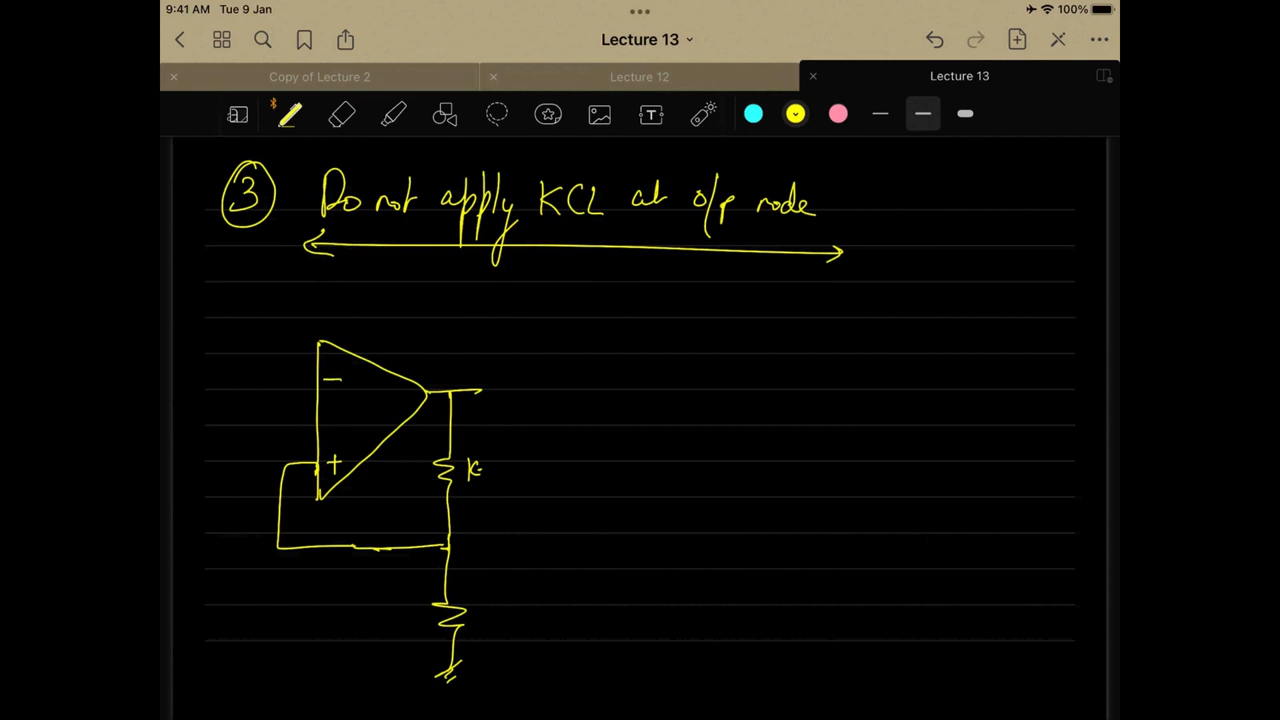 9:41 AM Tue 9 Jan
100%
Lecture 13
Copy of Lecture 2
Lecture 12
Lecture 13
T
3 Do not apply KCL at o/p node
−
+